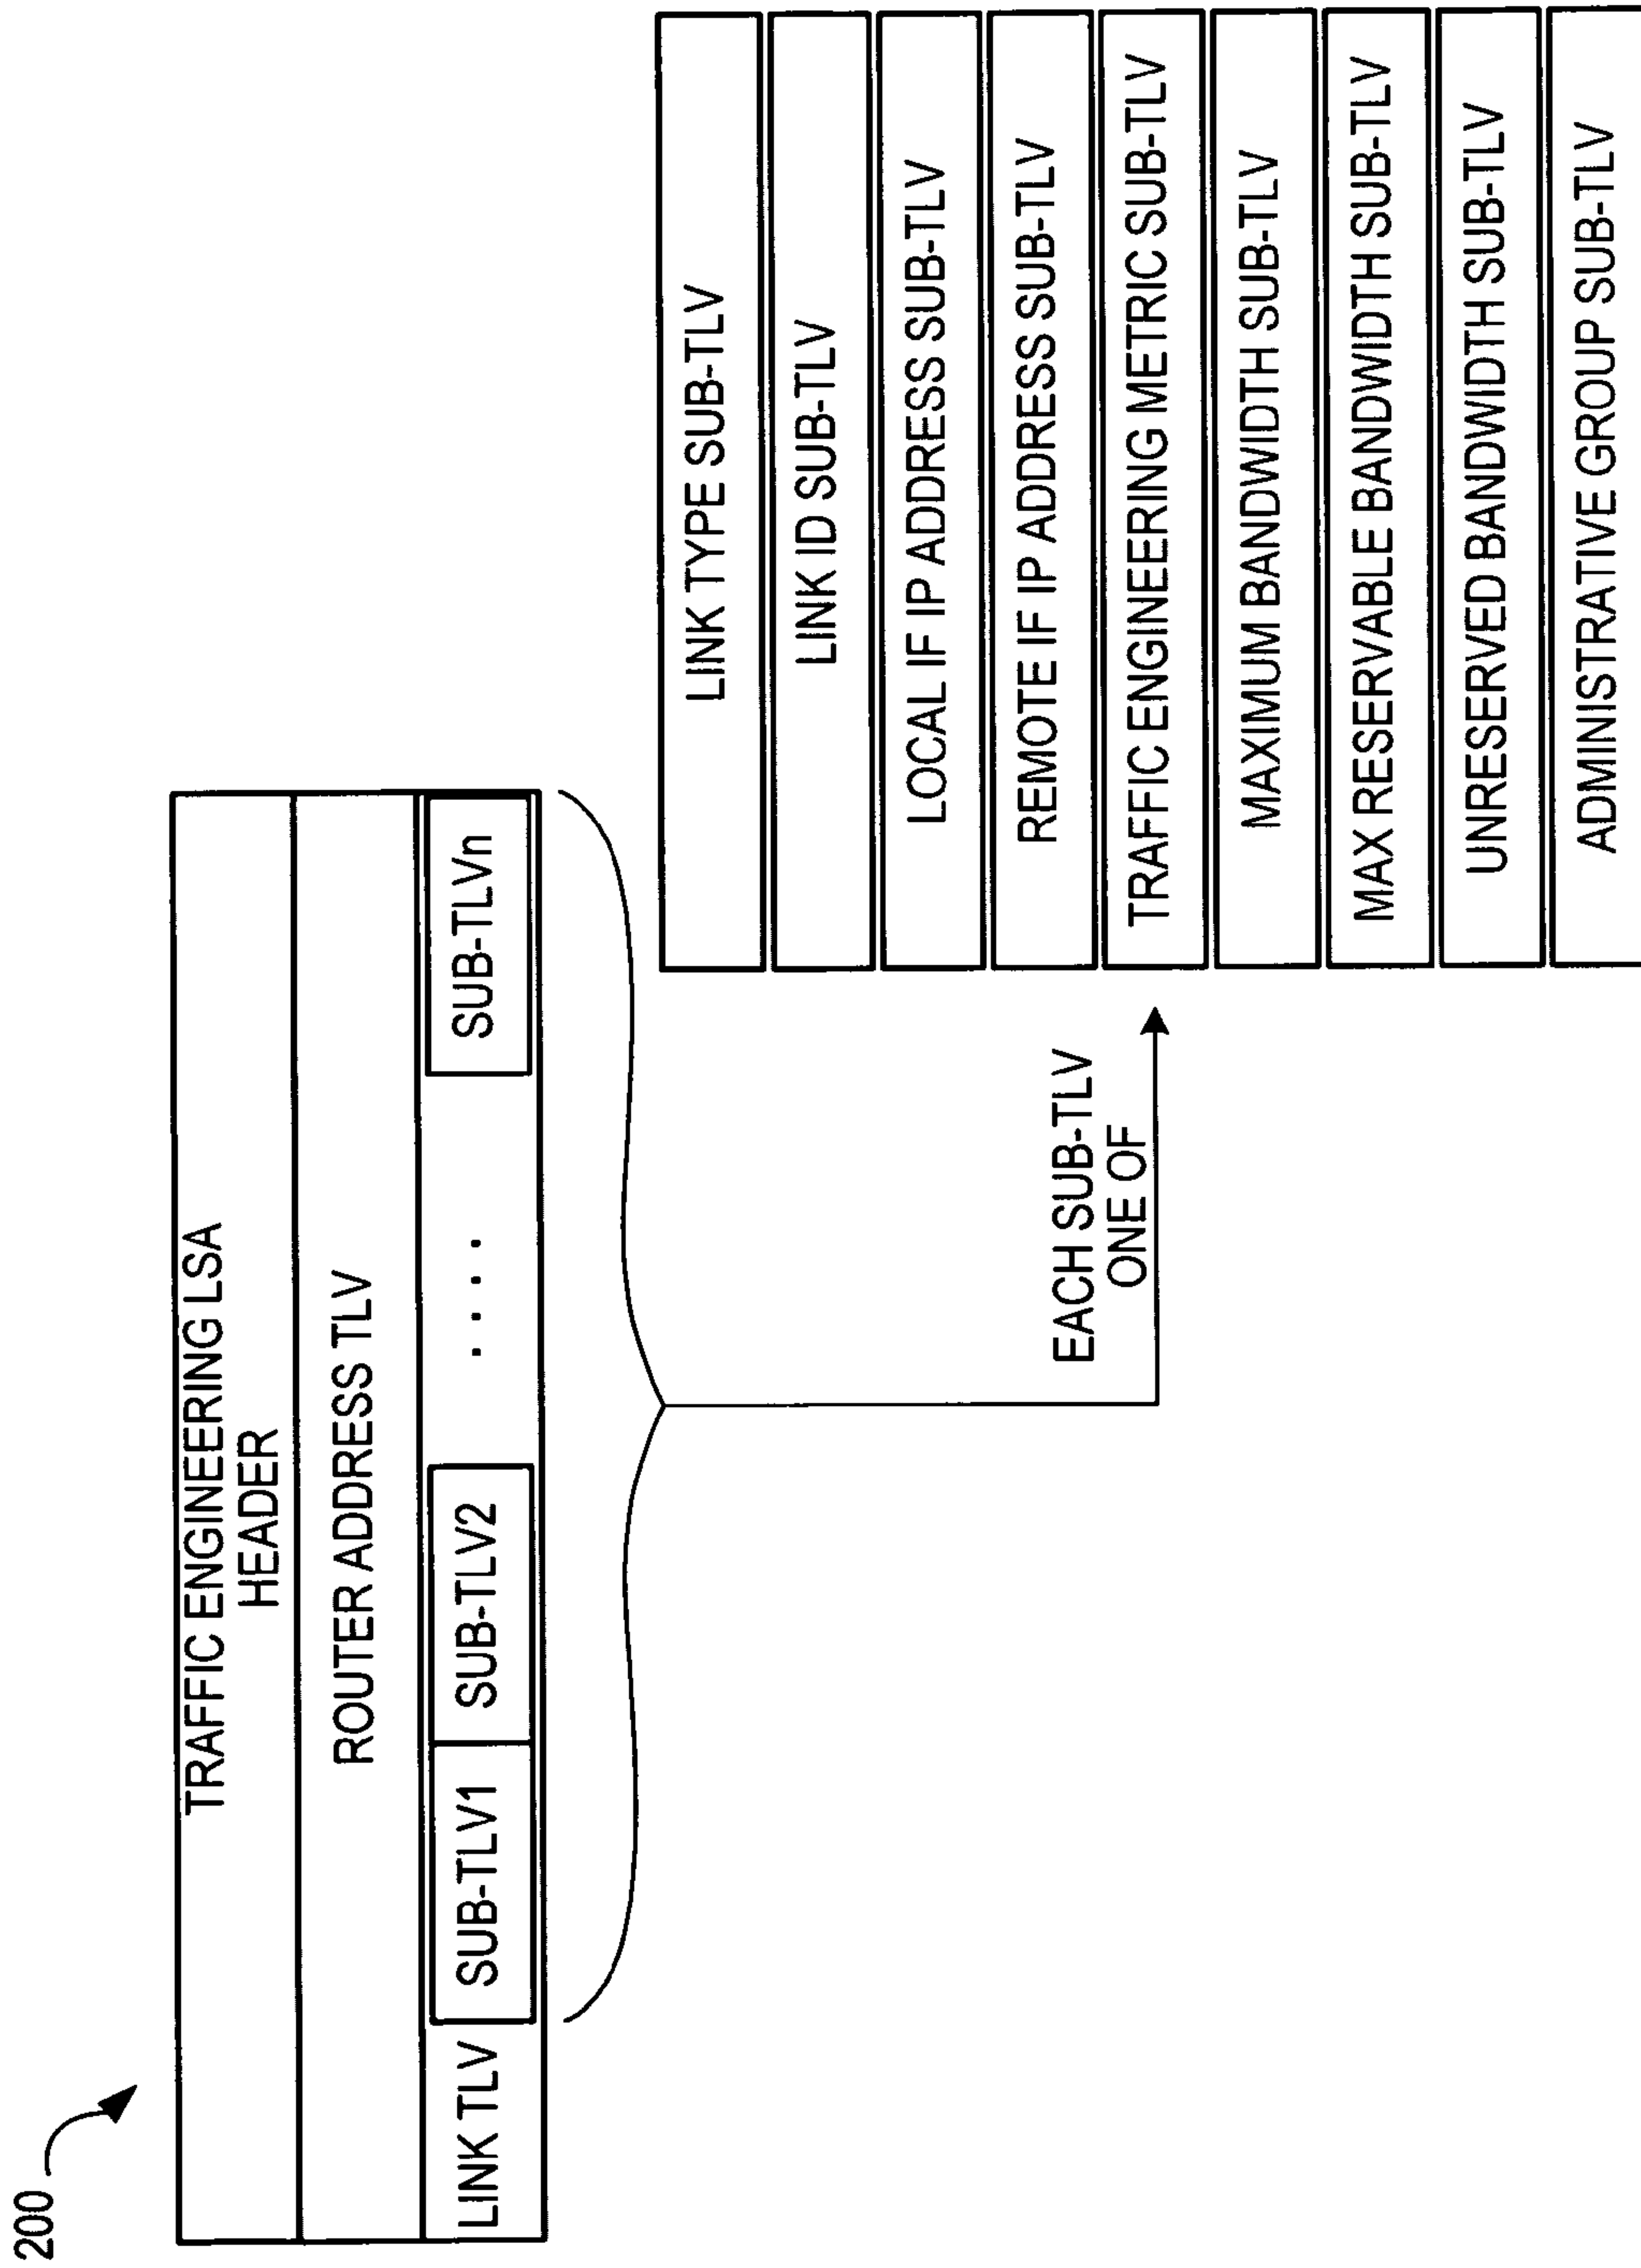 200
TRAFFIC ENGINEERING LSA
HEADER
ROUTER ADDRESS TLV
LINK TLV
SUB-TLV1
SUB-TLV2
. . . .
SUB-TLVn
EACH SUB-TLV
ONE OF
LINK TYPE SUB-TLV
LINK ID SUB-TLV
LOCAL IF IP ADDRESS SUB-TLV
REMOTE IF IP ADDRESS SUB-TLV
TRAFFIC ENGINEERING METRIC SUB-TLV
MAXIMUM BANDWIDTH SUB-TLV
MAX RESERVABLE BANDWIDTH SUB-TLV
UNRESERVED BANDWIDTH SUB-TLV
ADMINISTRATIVE GROUP SUB-TLV